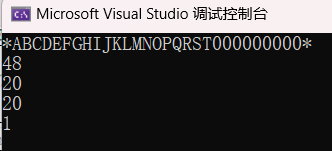 Microsoft Visual Studio 调试控制台
*ABCDEFGHIJKLMNOPQRST000000000*
48
20
20
1